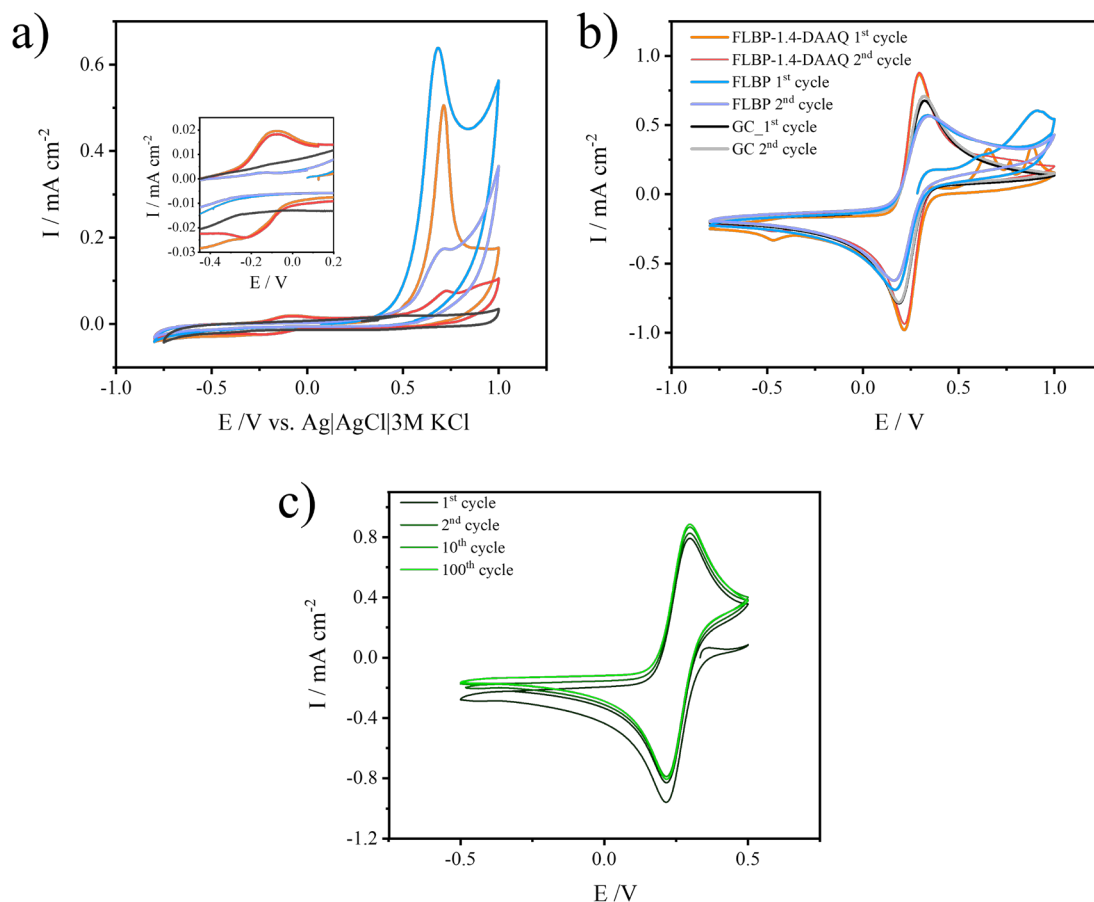 a)
I / mA cm⁻²
0.6
0.4
0.2
0.0
-1.0 -0.5 0.0 0.5 1.0
E /V vs. Ag|AgCl|3M KCl
I / mA cm⁻²
0.02
0.01
0.00
-0.01
-0.02
-0.03
-0.4 -0.2 0.0 0.2
E / V
b)
I / mA cm⁻²
1.0
0.5
0.0
-0.5
-1.0
FLBP-1.4-DAAQ 1ˢᵗ cycle
FLBP-1.4-DAAQ 2ⁿᵈ cycle
FLBP 1ˢᵗ cycle
FLBP 2ⁿᵈ cycle
GC_1ˢᵗ cycle
GC 2ⁿᵈ cycle
-1.0 -0.5 0.0 0.5 1.0
E / V
c)
I / mA cm⁻²
0.8
0.4
0.0
-0.4
-0.8
-1.2
1ˢᵗ cycle
2ⁿᵈ cycle
10ᵗʰ cycle
100ᵗʰ cycle
-0.5 0.0 0.5
E /V